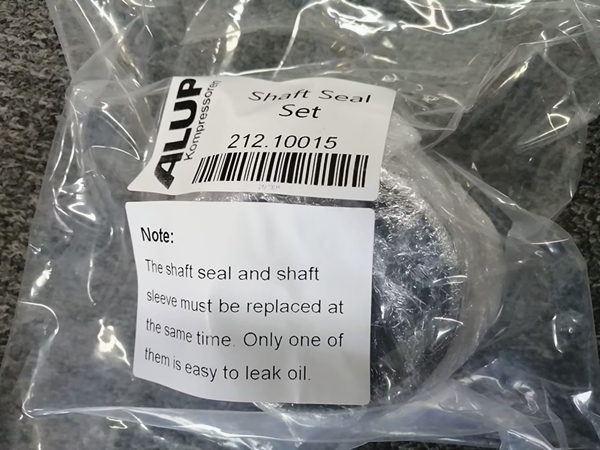 ALUP
Kompressoren
Shaft Seal
Set
212.10015
Note:
The shaft seal and shaft
sleeve must be replaced at
the same time. Only one of
them is easy to leak oil.